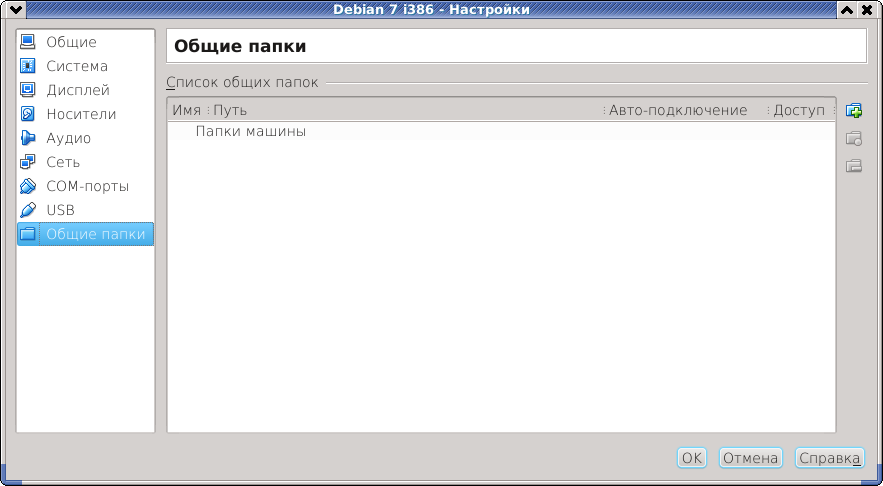 Debian 7 i386 - Настройки
Общие
Система
Дисплей
Носители
Аудио
Сеть
COM-порты
USB
Общие папки
Общие папки
Список общих папок
Имя Путь Авто-подключение Доступ
Папки машины
OK Отмена Справка